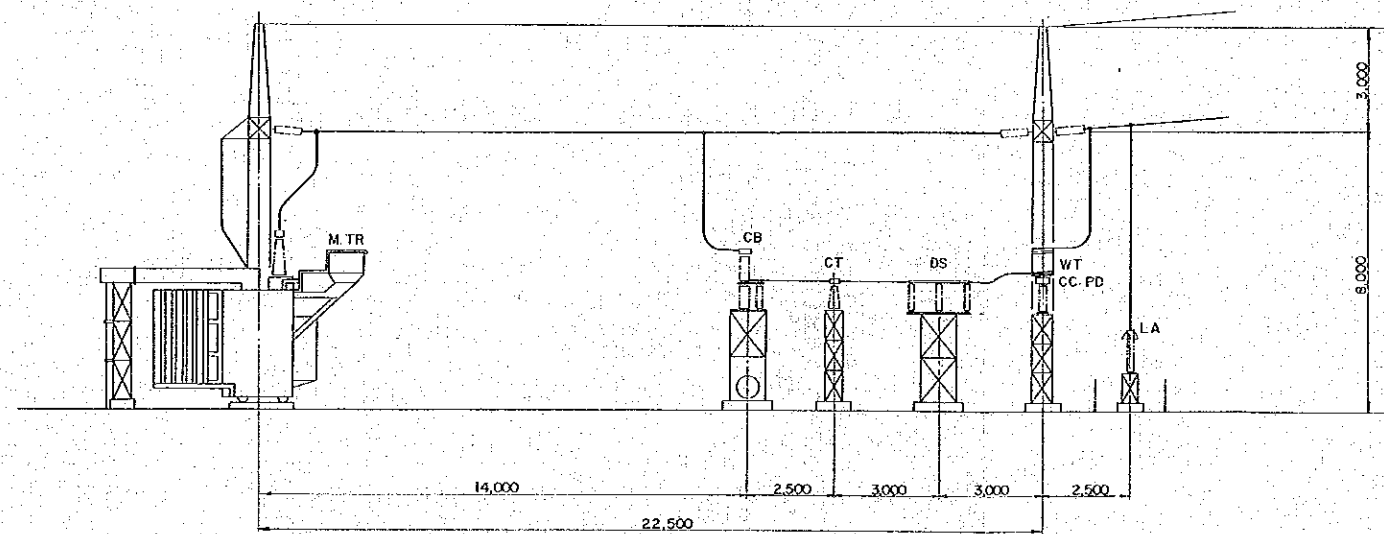 3,000
M.TR
CB
CT
DS
WT
CC.PD
8,000
LA
14,000
2,500
3,000
3,000
2,500
22,500